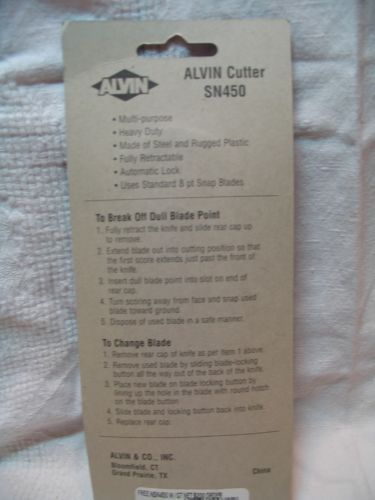 ALVIN
ALVIN Cutter
SN450
• Multi-purpose
• Heavy Duty
• Made of Steel and Rugged Plastic
• Fully Retractable
• Automatic Lock
• Uses Standard 8 pt Snap Blades
To Break Off Dull Blade Point
1. Fully retract the knife and slide rear cap up
to remove.
2. Extend blade out into cutting position so that
the first score extends just past the front of
the knife.
3. Insert dull blade point into slot on end of
rear cap.
4. Turn scoring away from face and snap used
blade toward ground.
5. Dispose of used blade in a safe manner.
To Change Blade
1. Remove rear cap of knife as per item 1 above.
2. Remove used blade by sliding blade-locking
button all the way out of the back of the knife.
3. Place new blade on blade locking button by
lining up the hole in the blade with round notch
on the blade button.
4. Slide blade and locking button back into knife.
5. Replace rear cap.
ALVIN & CO., INC.
Bloomfield, CT
Grand Prairie, TX
China